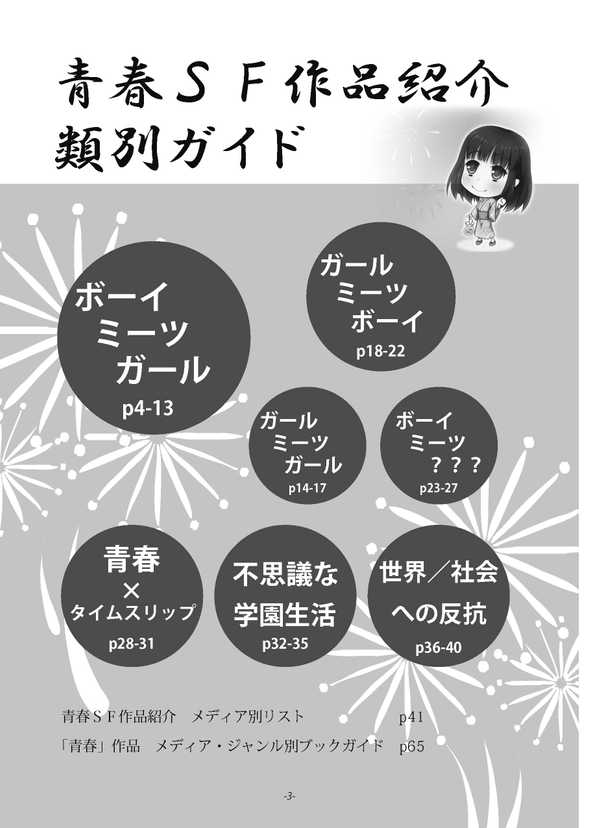 青春ＳＦ作品紹介
類別ガイド
ボーイ
ミーツ
ガール
p4-13
ガール
ミーツ
ボーイ
p18-22
ガール
ミーツ
ガール
p14-17
ボーイ
ミーツ
？？？
p23-27
青春
×
タイムスリップ
p28-31
不思議な
学園生活
p32-35
世界／社会
への反抗
p36-40
青春ＳＦ作品紹介　メディア別リスト　p41
「青春」作品　メディア・ジャンル別ブックガイド　p65
-3-